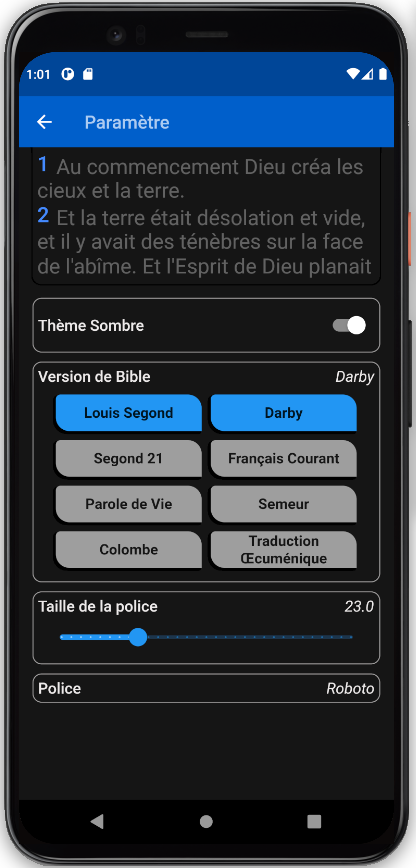 1:01
Paramètre
1 Au commencement Dieu créa les
cieux et la terre.
2 Et la terre était désolation et vide,
et il y avait des ténèbres sur la face
de l'abîme. Et l'Esprit de Dieu planait
Thème Sombre
Version de Bible Darby
Louis Segond Darby
Segond 21 Français Courant
Parole de Vie Semeur
Colombe Traduction
Œcuménique
Taille de la police 23.0
Police Roboto